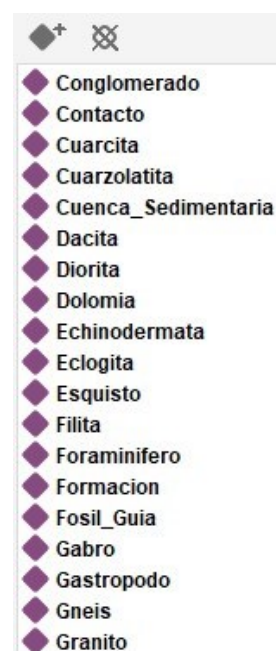 Conglomerado
Contacto
Cuarcita
Cuarzolatita
Cuenca_Sedimentaria
Dacita
Diorita
Dolomia
Echinodermata
Eclogita
Esquisto
Filita
Foraminifero
Formacion
Fosil_Guia
Gabro
Gastropodo
Gneis
Granito